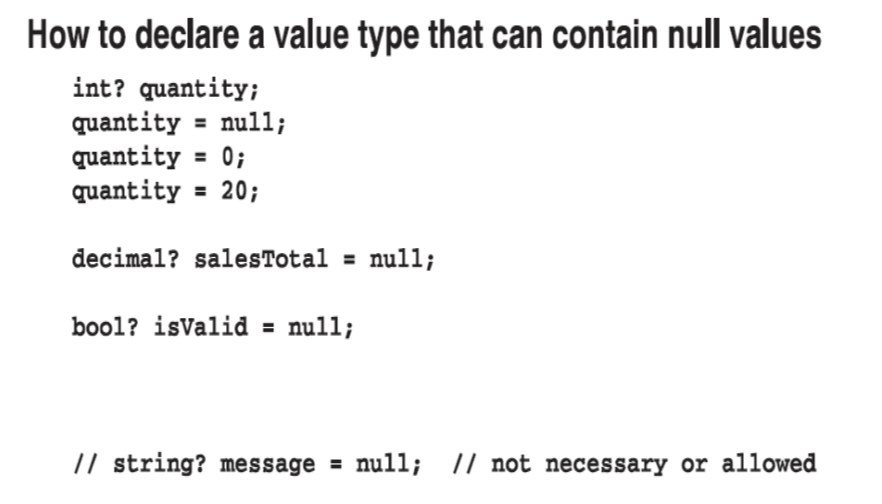 How to declare a value type that can contain null values
int? quantity;
quantity = null;
quantity = 0;
quantity = 20;
decimal? salesTotal = null;
bool? isValid = null;
// string? message = null;  // not necessary or allowed